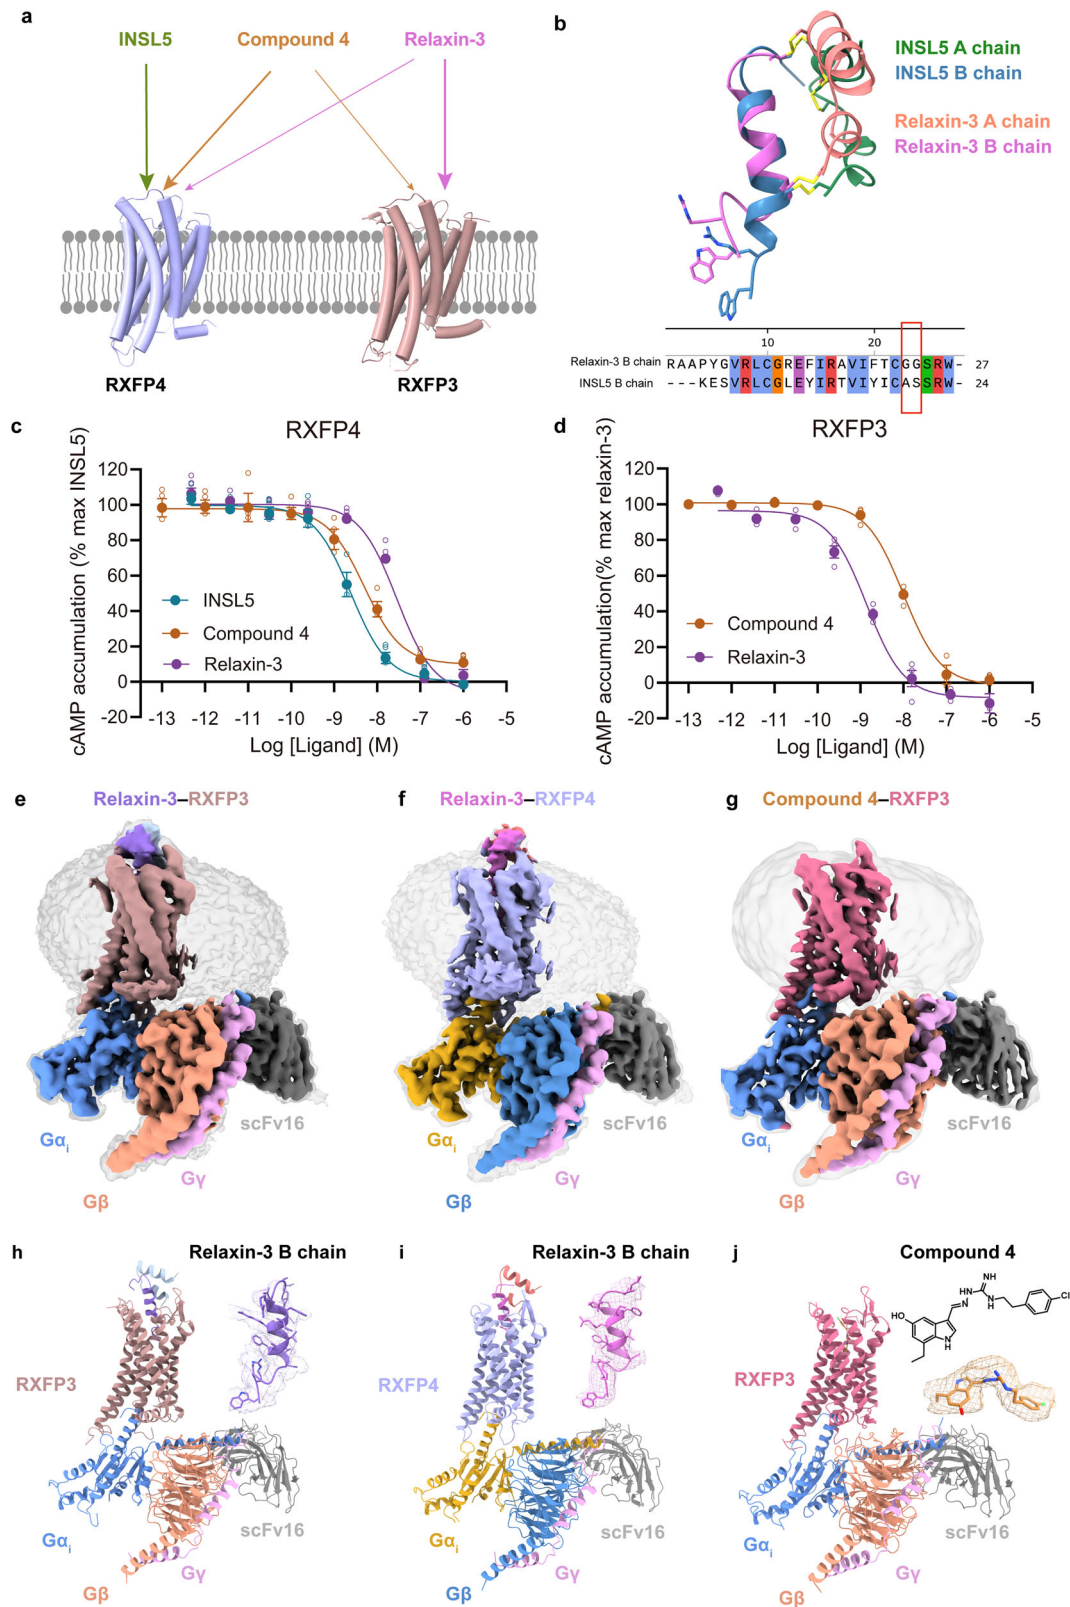 a
INSL5 Compound 4 Relaxin-3
RXFP4 RXFP3
b
INSL5 A chain
INSL5 B chain
Relaxin-3 A chain
Relaxin-3 B chain
10 20
Relaxin-3 B chain RAAPYGVRLCGREFIRAVIFTCGGSRW- 27
INSL5 B chain ---KESVRLCGLEYIRTVIYICASSRW- 24
c
RXFP4
cAMP accumulation (% max INSL5)
120
100
80
60
40
20
0
-20
INSL5
Compound 4
Relaxin-3
-13 -12 -11 -10 -9 -8 -7 -6 -5
Log [Ligand] (M)
d
RXFP3
cAMP accumulation(% max relaxin-3)
120
100
80
60
40
20
0
-20
Compound 4
Relaxin-3
-13 -12 -11 -10 -9 -8 -7 -6 -5
Log [Ligand] (M)
e Relaxin-3–RXFP3
Gαi
Gβ
Gγ
scFv16
f Relaxin-3–RXFP4
Gαi
Gβ
Gγ
scFv16
g Compound 4–RXFP3
Gαi
Gβ
Gγ
scFv16
h Relaxin-3 B chain
RXFP3
Gαi
Gβ
Gγ
scFv16
i Relaxin-3 B chain
RXFP4
Gαi
Gβ
Gγ
scFv16
j Compound 4
NH
HN
N
N
H
Cl
HO
N
H
RXFP3
Gαi
Gβ
Gγ
scFv16